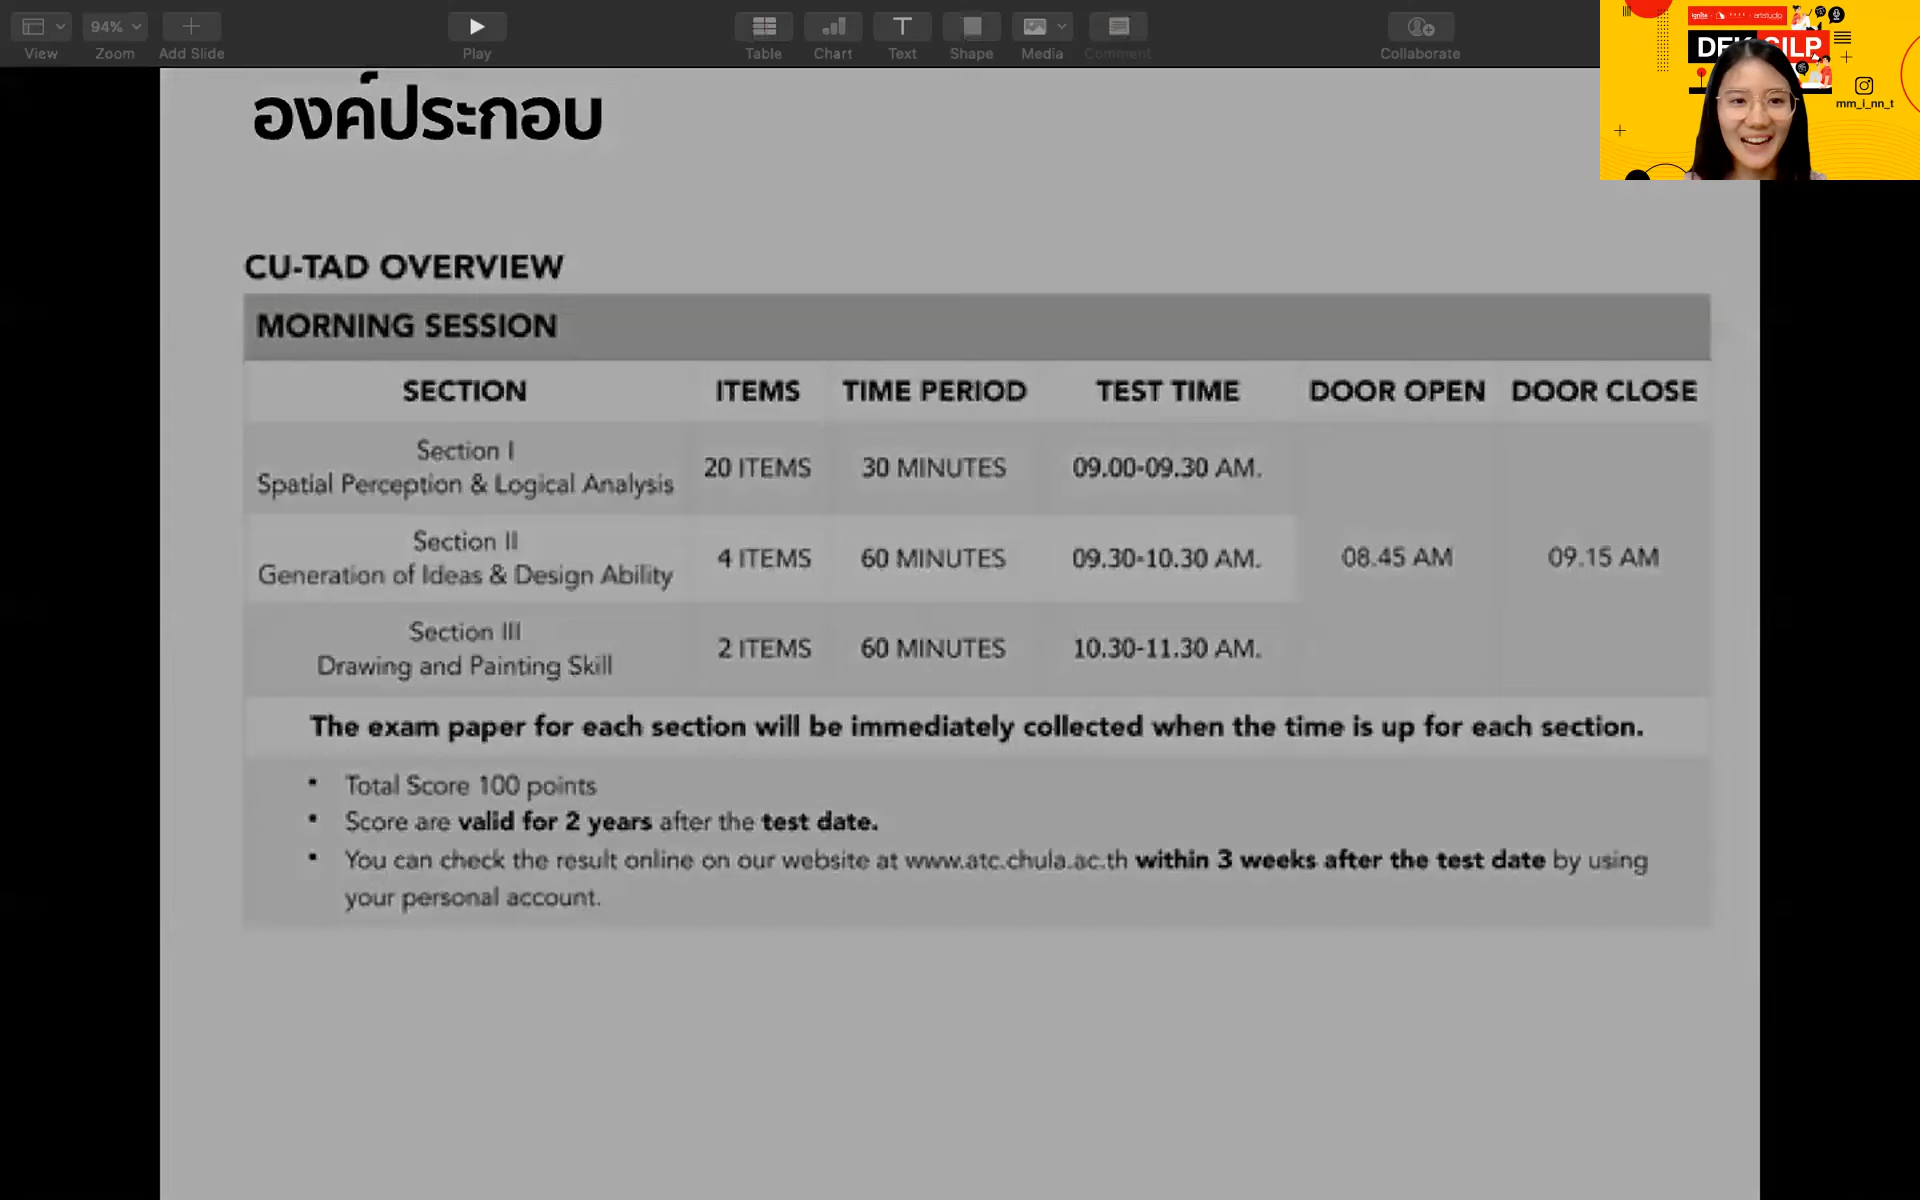 94%
View
Zoom
Add Slide
Play
Table
Chart
Text
Shape
Media
Comment
Collaborate
ignite
artstudio
DEK SILP
mm_i_nn_t
องค์ประกอบ
CU-TAD OVERVIEW
MORNING SESSION
SECTION ITEMS TIME PERIOD TEST TIME DOOR OPEN DOOR CLOSE
Section I
Spatial Perception & Logical Analysis
20 ITEMS 30 MINUTES 09.00-09.30 AM.
Section II
Generation of Ideas & Design Ability
4 ITEMS 60 MINUTES 09.30-10.30 AM. 08.45 AM 09.15 AM
Section III
Drawing and Painting Skill
2 ITEMS 60 MINUTES 10.30-11.30 AM.
The exam paper for each section will be immediately collected when the time is up for each section.
• Total Score 100 points
• Score are valid for 2 years after the test date.
• You can check the result online on our website at www.atc.chula.ac.th within 3 weeks after the test date by using
your personal account.